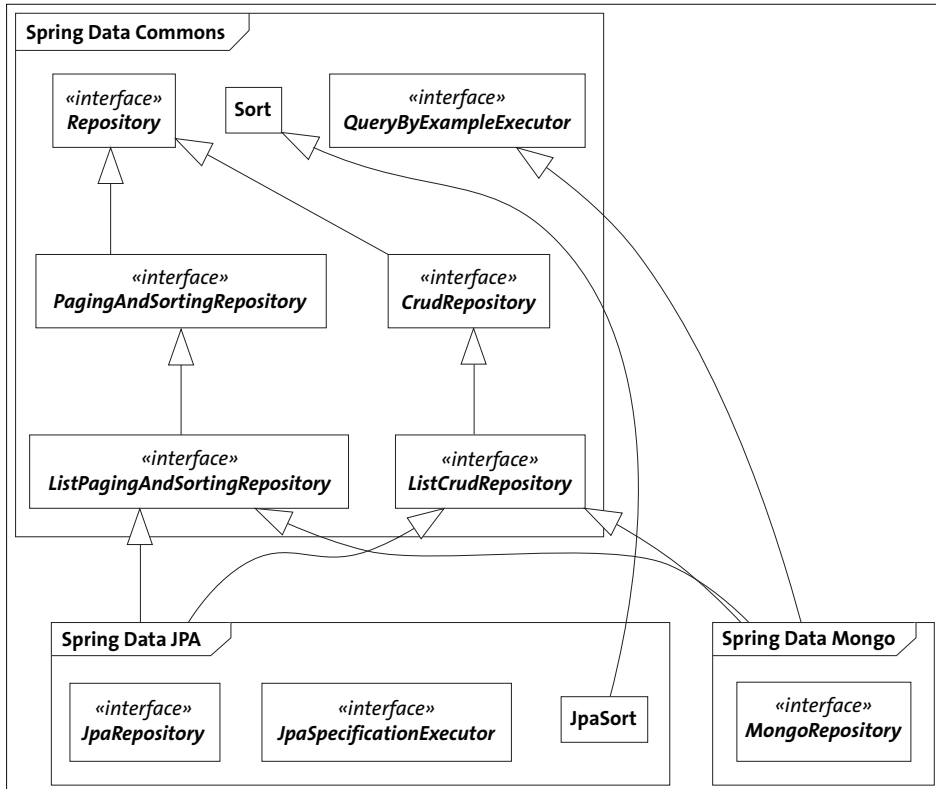 Spring Data Commons
«interface»
Repository
Sort
«interface»
QueryByExampleExecutor
«interface»
PagingAndSortingRepository
«interface»
CrudRepository
«interface»
ListPagingAndSortingRepository
«interface»
ListCrudRepository
Spring Data JPA
«interface»
JpaRepository
«interface»
JpaSpecificationExecutor
JpaSort
Spring Data Mongo
«interface»
MongoRepository